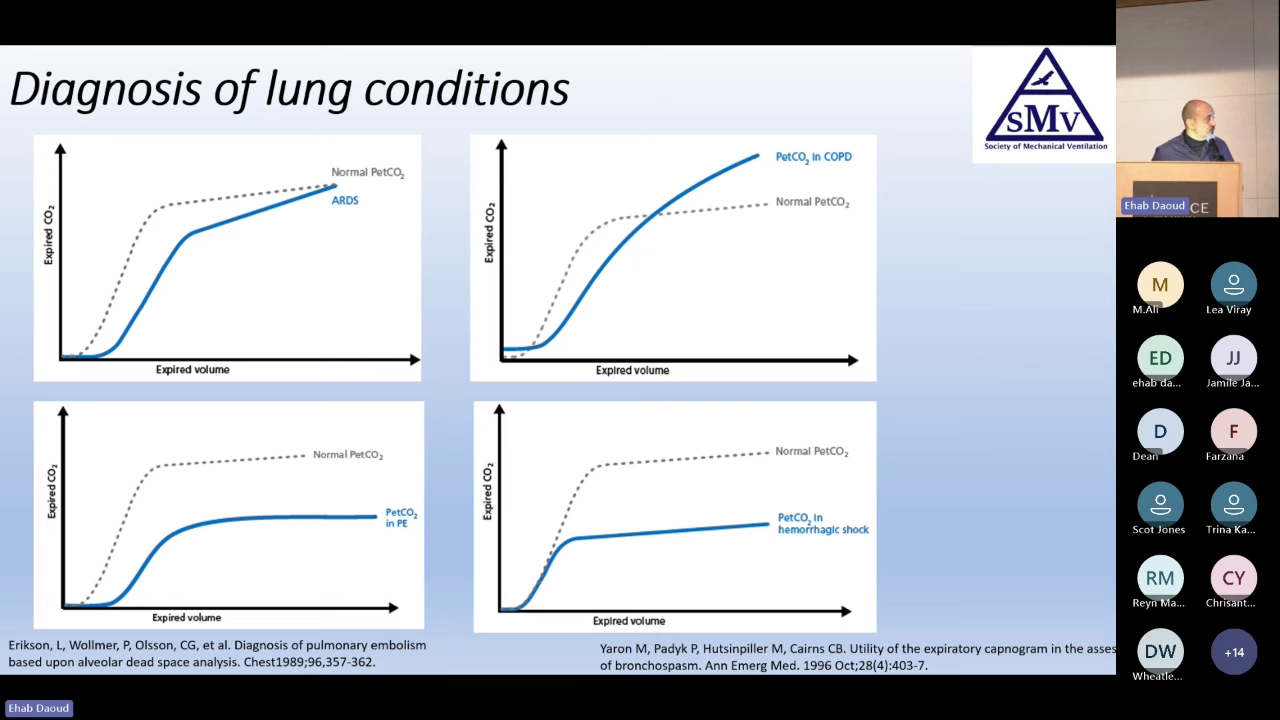 Diagnosis of lung conditions
SMV
Society of Mechanical Ventilation
Expired CO2
Normal PetCO2
ARDS
Expired volume
Expired CO2
PetCO2 in COPD
Normal PetCO2
Expired volume
Expired CO2
Normal PetCO2
PetCO2
in PE
Expired volume
Expired CO2
Normal PetCO2
PetCO2 in
hemorrhagic shock
Expired volume
Erikson, L, Wollmer, P, Olsson, CG, et al. Diagnosis of pulmonary embolism
based upon alveolar dead space analysis. Chest1989;96,357-362.
Yaron M, Padyk P, Hutsinpiller M, Cairns CB. Utility of the expiratory capnogram in the asses
of bronchospasm. Ann Emerg Med. 1996 Oct;28(4):403-7.
CE
Ehab Daoud
M
M.Ali
Lea Viray
ED
ehab da...
JJ
Jamile Ja...
D
Dean
F
Farzana
Scot Jones
Trina Ka...
RM
Reyn Ma...
CY
Chrisant...
DW
Wheatle...
+14
Ehab Daoud